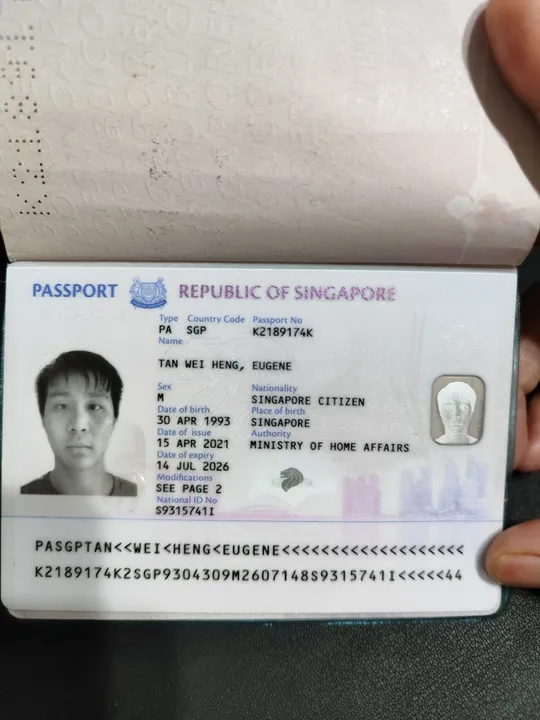 PASSPORT REPUBLIC OF SINGAPORE
Type Country Code Passport No
PA SGP K2189174K
Name
TAN WEI HENG, EUGENE
Sex Nationality
M SINGAPORE CITIZEN
Date of birth Place of birth
30 APR 1993 SINGAPORE
Date of issue Authority
15 APR 2021 MINISTRY OF HOME AFFAIRS
Date of expiry
14 JUL 2026
Modifications
SEE PAGE 2
National ID No
S9315741I
PASGPTAN<<WEI<HENG<EUGENE<<<<<<<<<<<<<<<<<<<
K2189174K2SGP9304309M2607148S9315741I<<<<<44